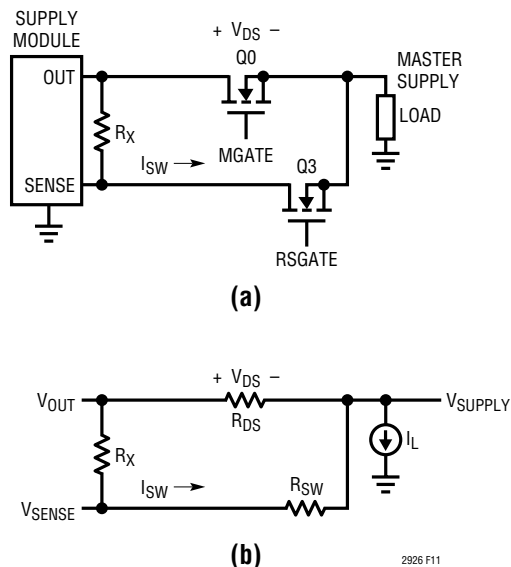 SUPPLY
MODULE
+ VDS –
Q0
OUT
MASTER
SUPPLY
LOAD
RX
ISW
MGATE
Q3
SENSE
RSGATE
(a)
+ VDS –
VOUT
VSUPPLY
RDS
IL
RX
ISW
RSW
VSENSE
(b)
2926 F11